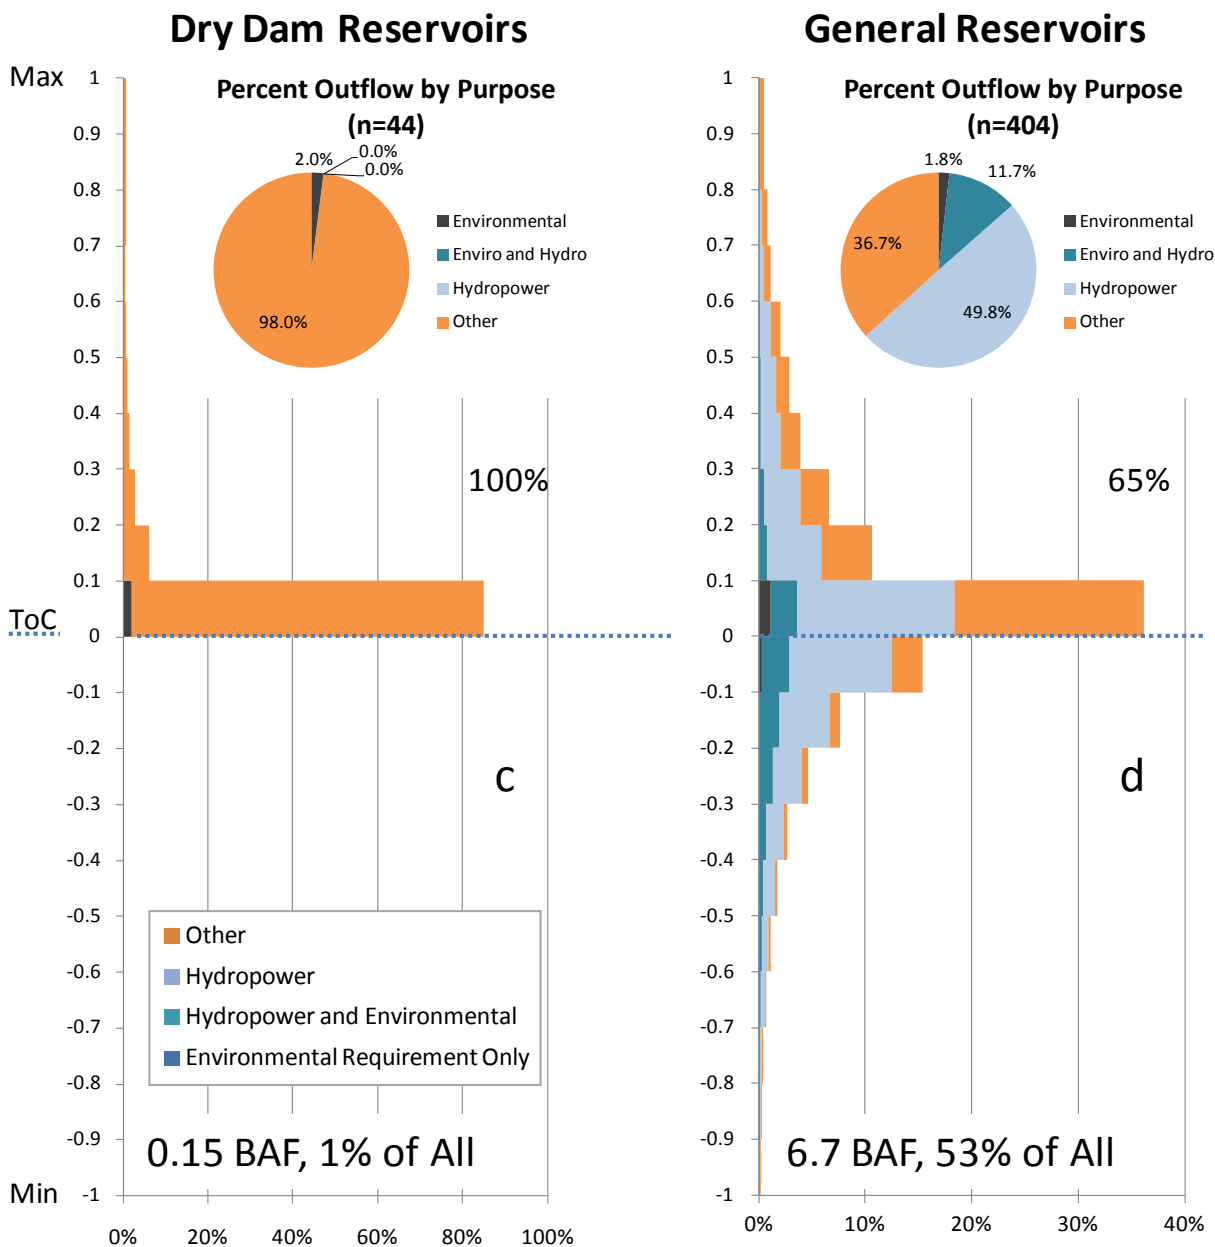 Dry Dam Reservoirs
Percent Outflow by Purpose
(n=44)
2.0%
0.0%
0.0%
98.0%
Environmental
Enviro and Hydro
Hydropower
Other
Max
ToC
Min
1
0.9
0.8
0.7
0.6
0.5
0.4
0.3
0.2
0.1
0
-0.1
-0.2
-0.3
-0.4
-0.5
-0.6
-0.7
-0.8
-0.9
-1
100%
c
Other
Hydropower
Hydropower and Environmental
Environmental Requirement Only
0.15 BAF, 1% of All
0% 20% 40% 60% 80% 100%
General Reservoirs
Percent Outflow by Purpose
(n=404)
1.8%
11.7%
36.7%
49.8%
Environmental
Enviro and Hydro
Hydropower
Other
1
0.9
0.8
0.7
0.6
0.5
0.4
0.3
0.2
0.1
0
-0.1
-0.2
-0.3
-0.4
-0.5
-0.6
-0.7
-0.8
-0.9
-1
65%
d
6.7 BAF, 53% of All
0% 10% 20% 30% 40%